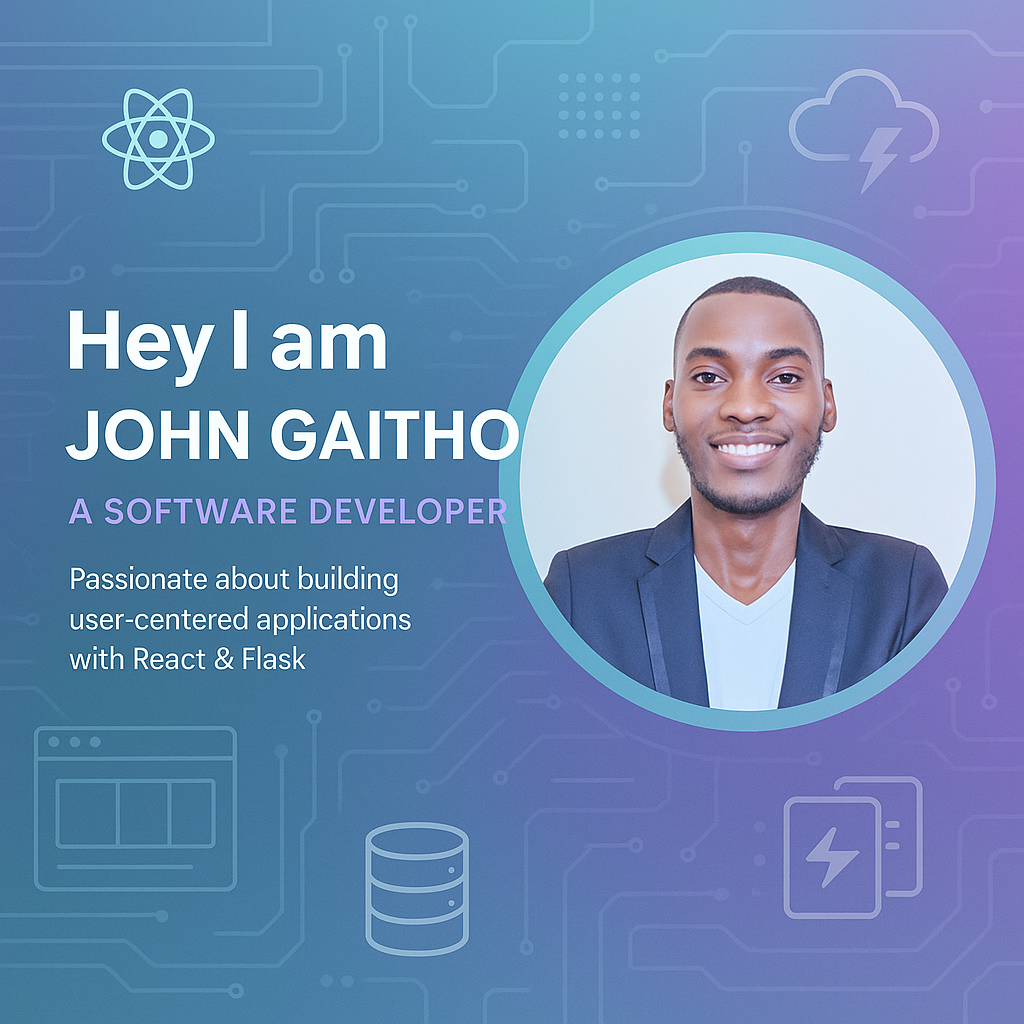 Hey I am
JOHN GAITHO
A SOFTWARE DEVELOPER
Passionate about building
user-centered applications
with React & Flask